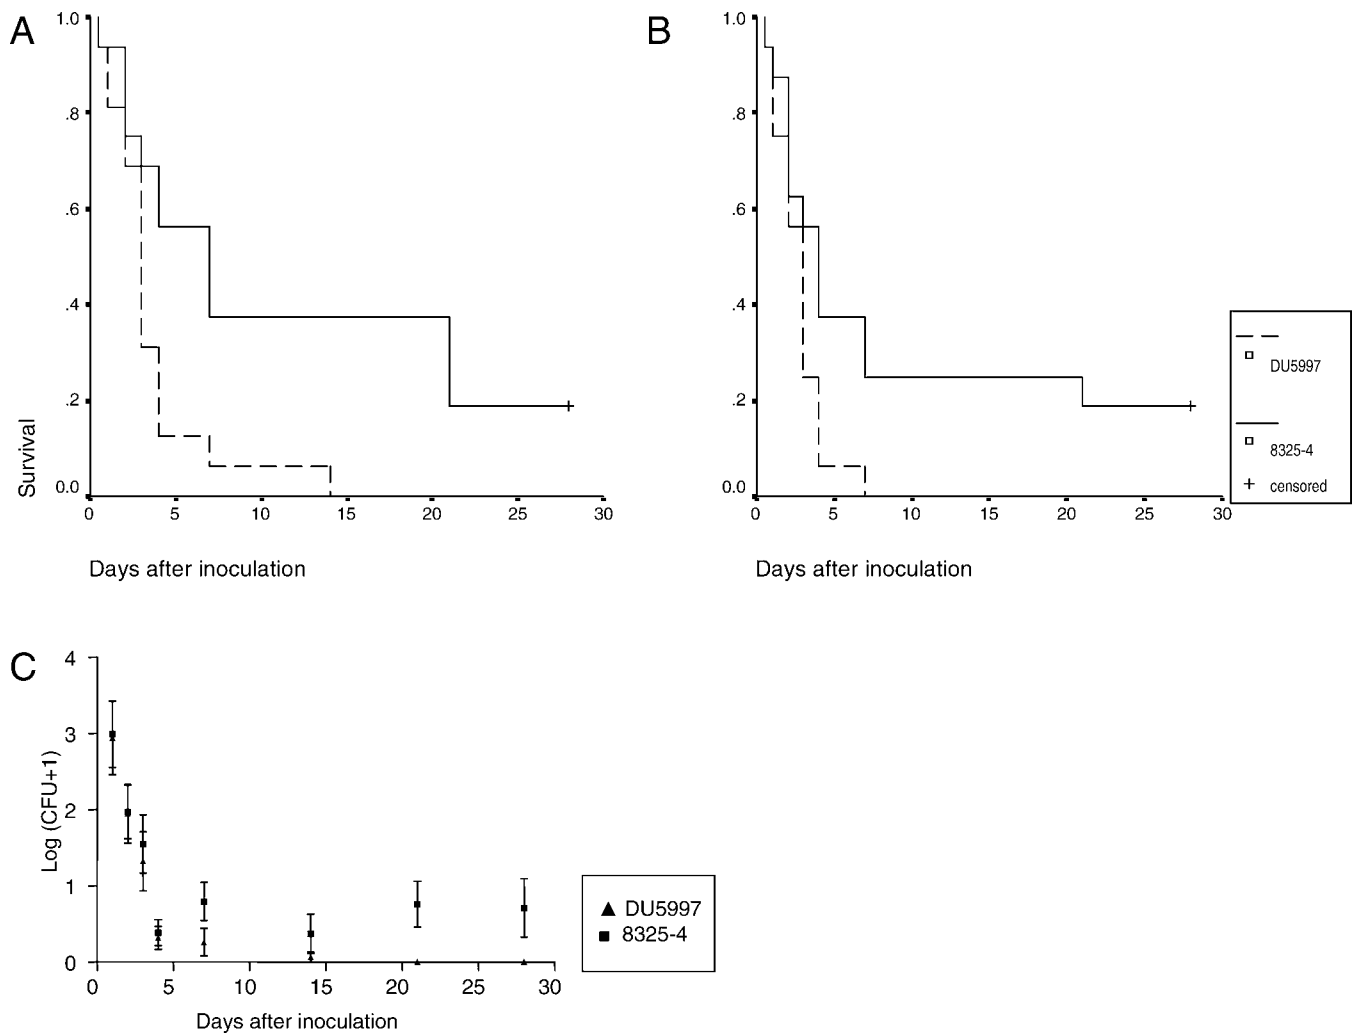 A
1.0
.8
.6
.4
.2
0.0
Survival
0 5 10 15 20 25 30
Days after inoculation
B
1.0
.8
.6
.4
.2
0.0
0 5 10 15 20 25 30
Days after inoculation
DU5997
8325-4
+ censored
C
4
3
2
1
0
Log (CFU+1)
0 5 10 15 20 25 30
Days after inoculation
DU5997
8325-4